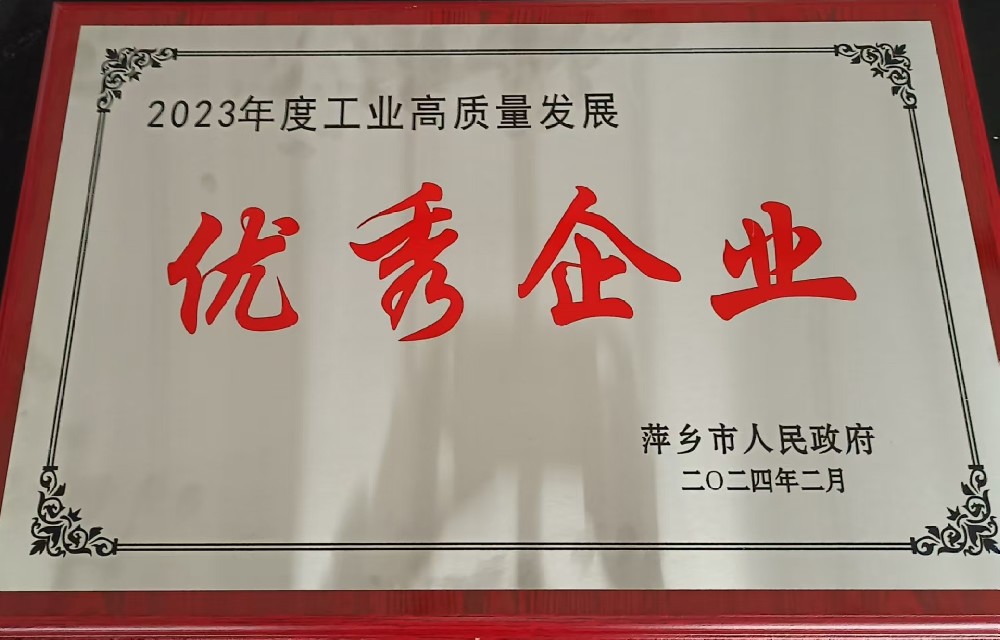 2023年度工业高质量发展
优秀企业
萍乡市人民政府
二〇二四年二月